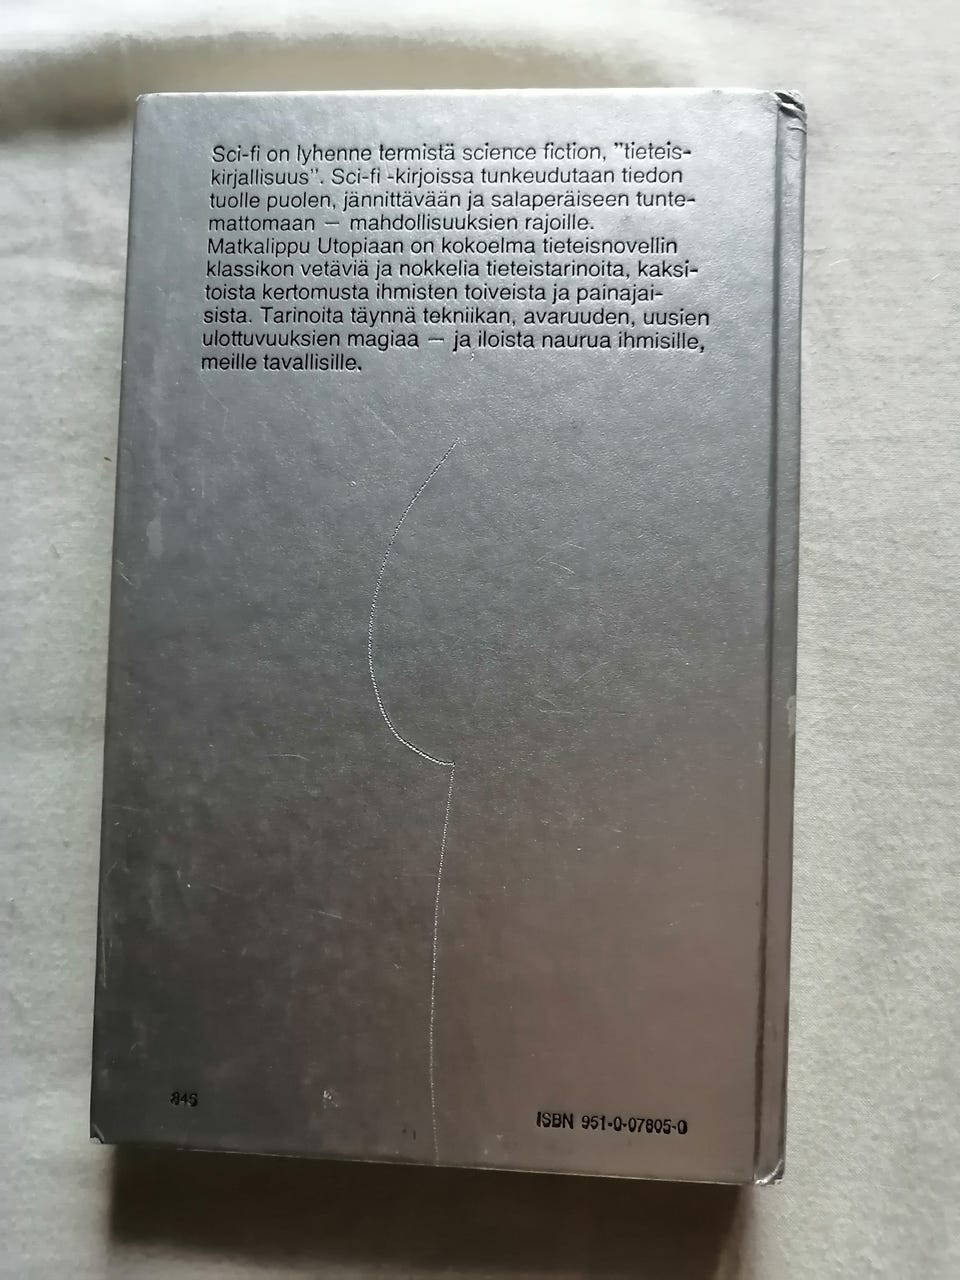 Sci-fi on lyhenne termistä science fiction, "tieteis-
kirjallisuus". Sci-fi -kirjoissa tunkeudutaan tiedon
tuolle puolen, jännittävään ja salaperäiseen tunte-
mattomaan — mahdollisuuksien rajoille.
Matkalippu Utopiaan on kokoelma tieteisnovellin
klassikon vetäviä ja nokkelia tieteistarinoita, kaksi-
toista kertomusta ihmisten toiveista ja painajai-
sista. Tarinoita täynnä tekniikan, avaruuden, uusien
ulottuvuuksien magiaa — ja iloista naurua ihmisille,
meille tavallisille.
845
ISBN 951-0-07805-0